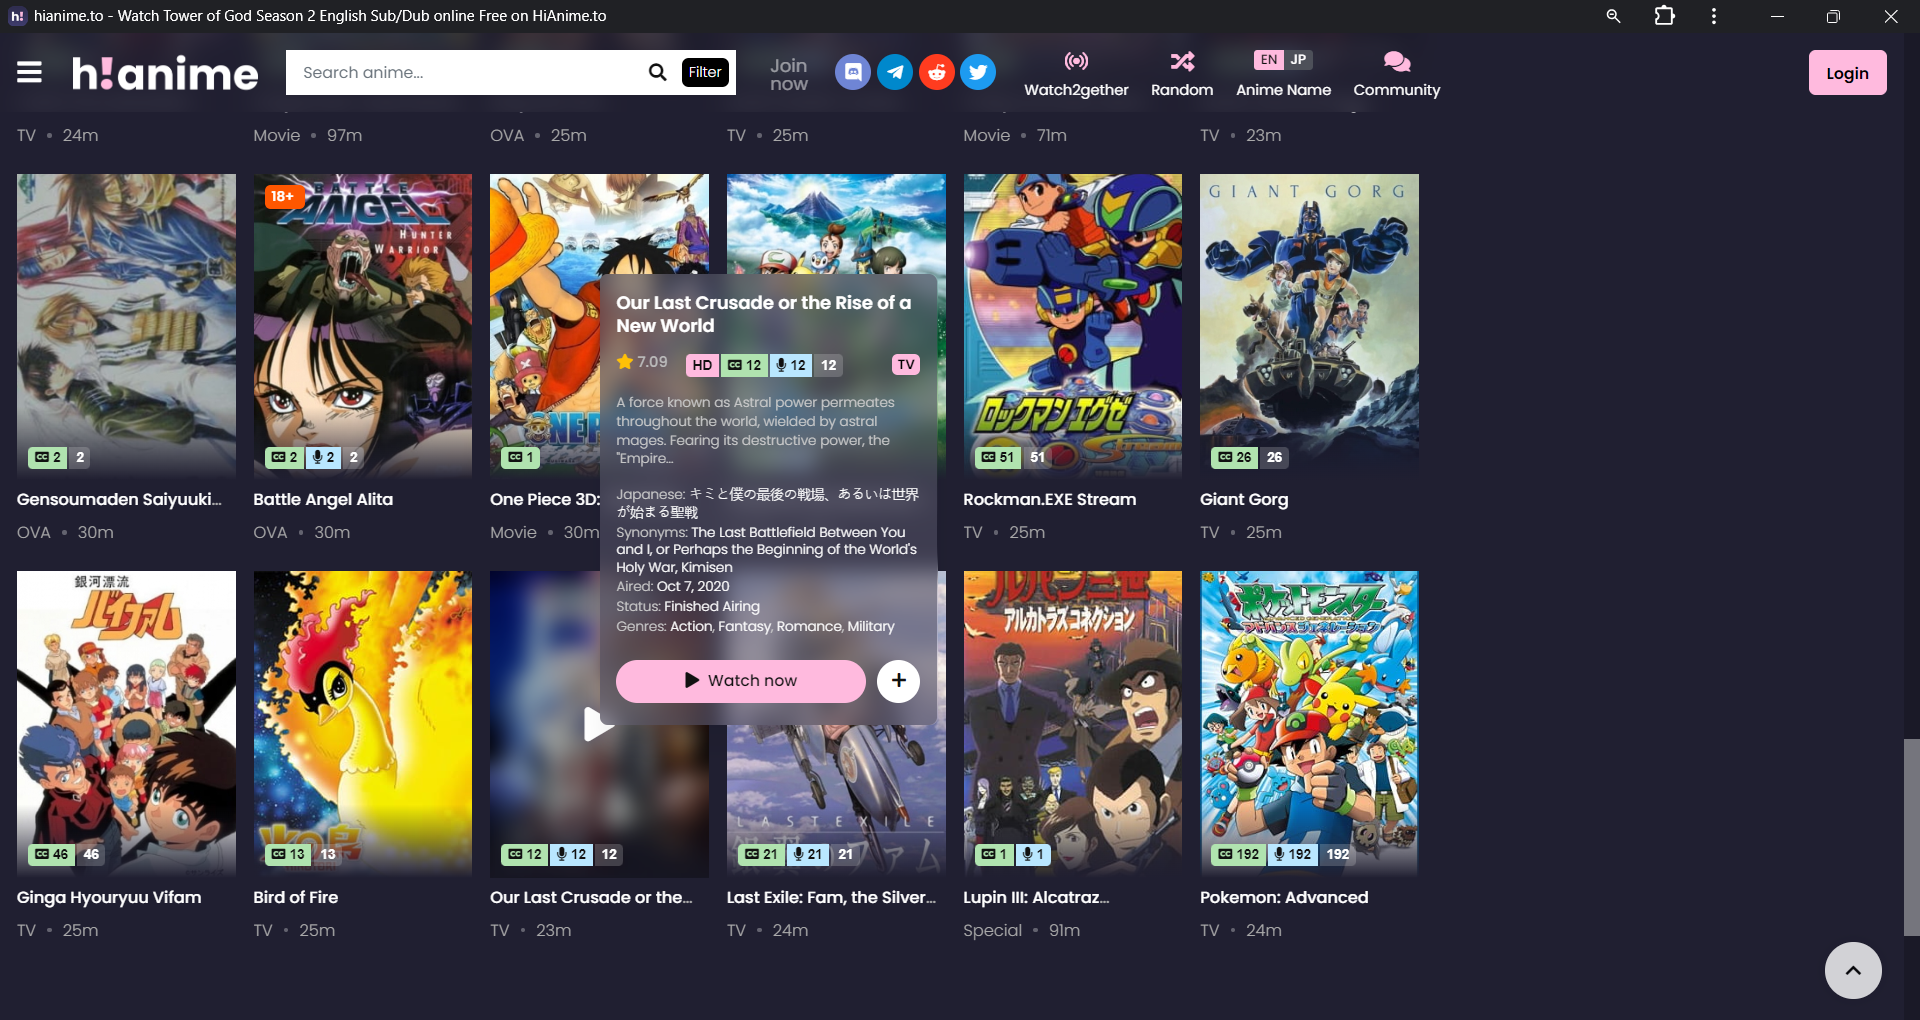 hianime.to - Watch Tower of God Season 2 English Sub/Dub online Free on HiAnime.to
h!anime
Search anime...
Filter
Join now
Watch2gether
Random
EN JP
Anime Name
Community
Login
TV • 24m
Movie • 97m
OVA • 25m
TV • 25m
Movie • 71m
TV • 23m
18+
BATTLE
ANGEL
HUNTER
WARRIOR
GIANT GORG
ロックマンエグゼ
CC 2 2
CC 2 2 2
CC 1
CC 51 51
CC 26 26
Gensoumaden Saiyuuki...
Battle Angel Alita
One Piece 3D:
Rockman.EXE Stream
Giant Gorg
OVA • 30m
OVA • 30m
Movie • 30m
TV • 25m
TV • 25m
Our Last Crusade or the Rise of a
New World
7.09 HD CC 12 12 12 TV
A force known as Astral power permeates
throughout the world, wielded by astral
mages. Fearing its destructive power, the
"Empire...
Japanese: キミと僕の最後の戦場、あるいは世界
が始まる聖戦
Synonyms: The Last Battlefield Between You
and I, or Perhaps the Beginning of the World's
Holy War, Kimisen
Aired: Oct 7, 2020
Status: Finished Airing
Genres: Action, Fantasy, Romance, Military
Watch now
銀河漂流
バイファム
ルパン三世
アルカトラズコネクション
ポケットモンスター
アドバンスジェネレーション
LASTEXILE
CC 46 46
CC 13 13
CC 12 12 12
CC 21 21 21
CC 1 1
CC 192 192 192
Ginga Hyouryuu Vifam
Bird of Fire
Our Last Crusade or the...
Last Exile: Fam, the Silver...
Lupin III: Alcatraz...
Pokemon: Advanced
TV • 25m
TV • 25m
TV • 23m
TV • 24m
Special • 91m
TV • 24m